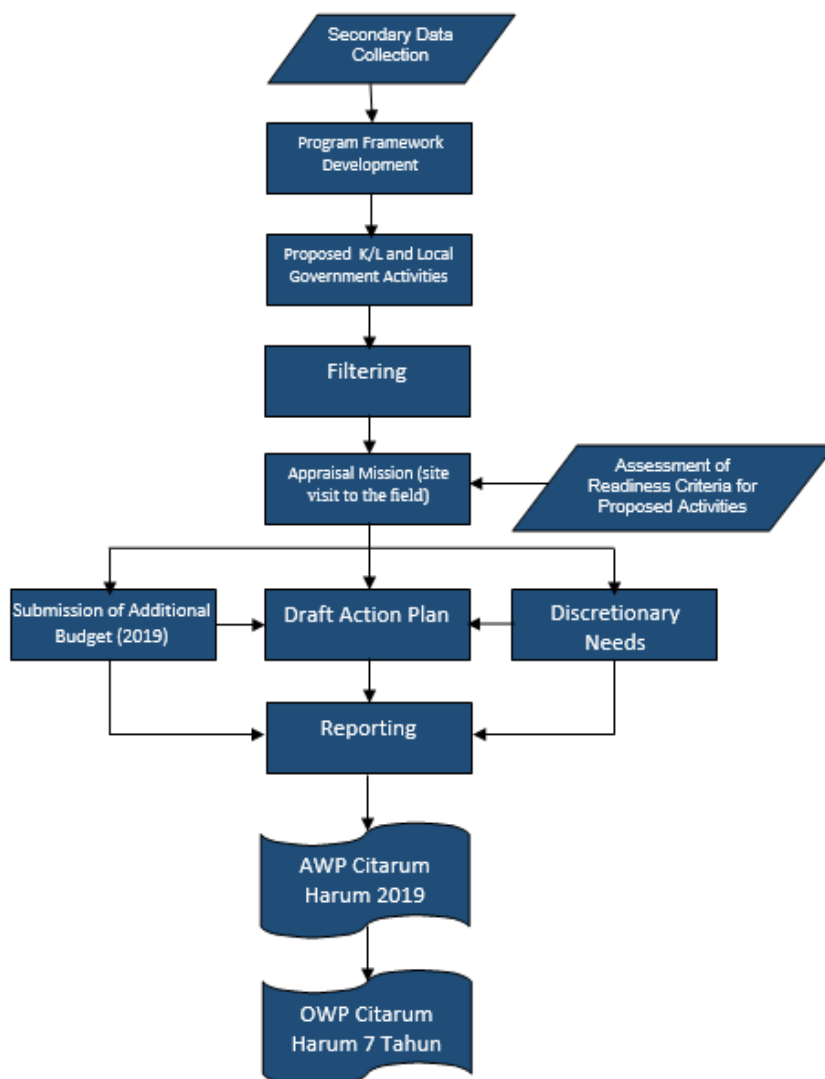 Secondary Data
Collection
Program Framework
Development
Proposed K/L and Local
Government Activities
Filtering
Appraisal Mission (site
visit to the field)
Assessment of
Readiness Criteria for
Proposed Activities
Submission of Additional
Budget (2019)
Draft Action Plan
Discretionary
Needs
Reporting
AWP Citarum
Harum 2019
OWP Citarum
Harum 7 Tahun